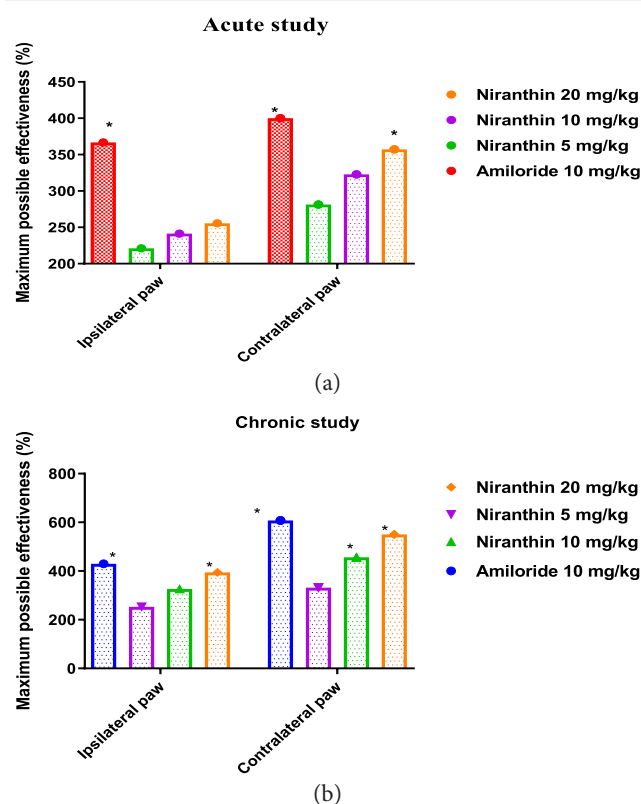 Acute study
Maximum possible effectiveness (%)
450
400
350
300
250
200
*
*
*
Ipsilateral paw
Contralateral paw
Niranthin 20 mg/kg
Niranthin 10 mg/kg
Niranthin 5 mg/kg
Amiloride 10 mg/kg
(a)
Chronic study
Maximum possible effectiveness (%)
800
600
400
200
0
*
*
*
*
*
Ipsilateral paw
Contralateral paw
Niranthin 20 mg/kg
Niranthin 5 mg/kg
Niranthin 10 mg/kg
Amiloride 10 mg/kg
(b)